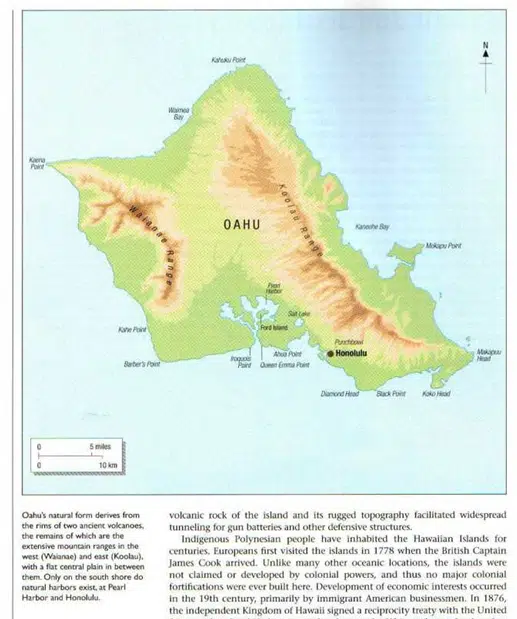 Kahuku Point
N
Waimea
Bay
Kaena
Point
Koolau Range
Waianae Range
OAHU
Kaneohe Bay
Mokapu Point
Pearl
Harbor
Salt Lake
Ford Island
Kahe Point
Punchbowl
Honolulu
Makapuu
Head
Barber's Point
Iroquois
Point
Ahua Point
Queen Emma Point
Diamond Head
Black Point
Koko Head
0 5 miles
0 10 km
Oahu's natural form derives from
the rims of two ancient volcanoes,
the remains of which are the
extensive mountain ranges in the
west (Waianae) and east (Koolau),
with a flat central plain in between
them. Only on the south shore do
natural harbors exist, at Pearl
Harbor and Honolulu.
volcanic rock of the island and its rugged topography facilitated widespread
tunneling for gun batteries and other defensive structures.
Indigenous Polynesian people have inhabited the Hawaiian Islands for
centuries. Europeans first visited the islands in 1778 when the British Captain
James Cook arrived. Unlike many other oceanic locations, the islands were
not claimed or developed by colonial powers, and thus no major colonial
fortifications were ever built here. Development of economic interests occurred
in the 19th century, primarily by immigrant American businessmen. In 1876,
the independent Kingdom of Hawaii signed a reciprocity treaty with the United